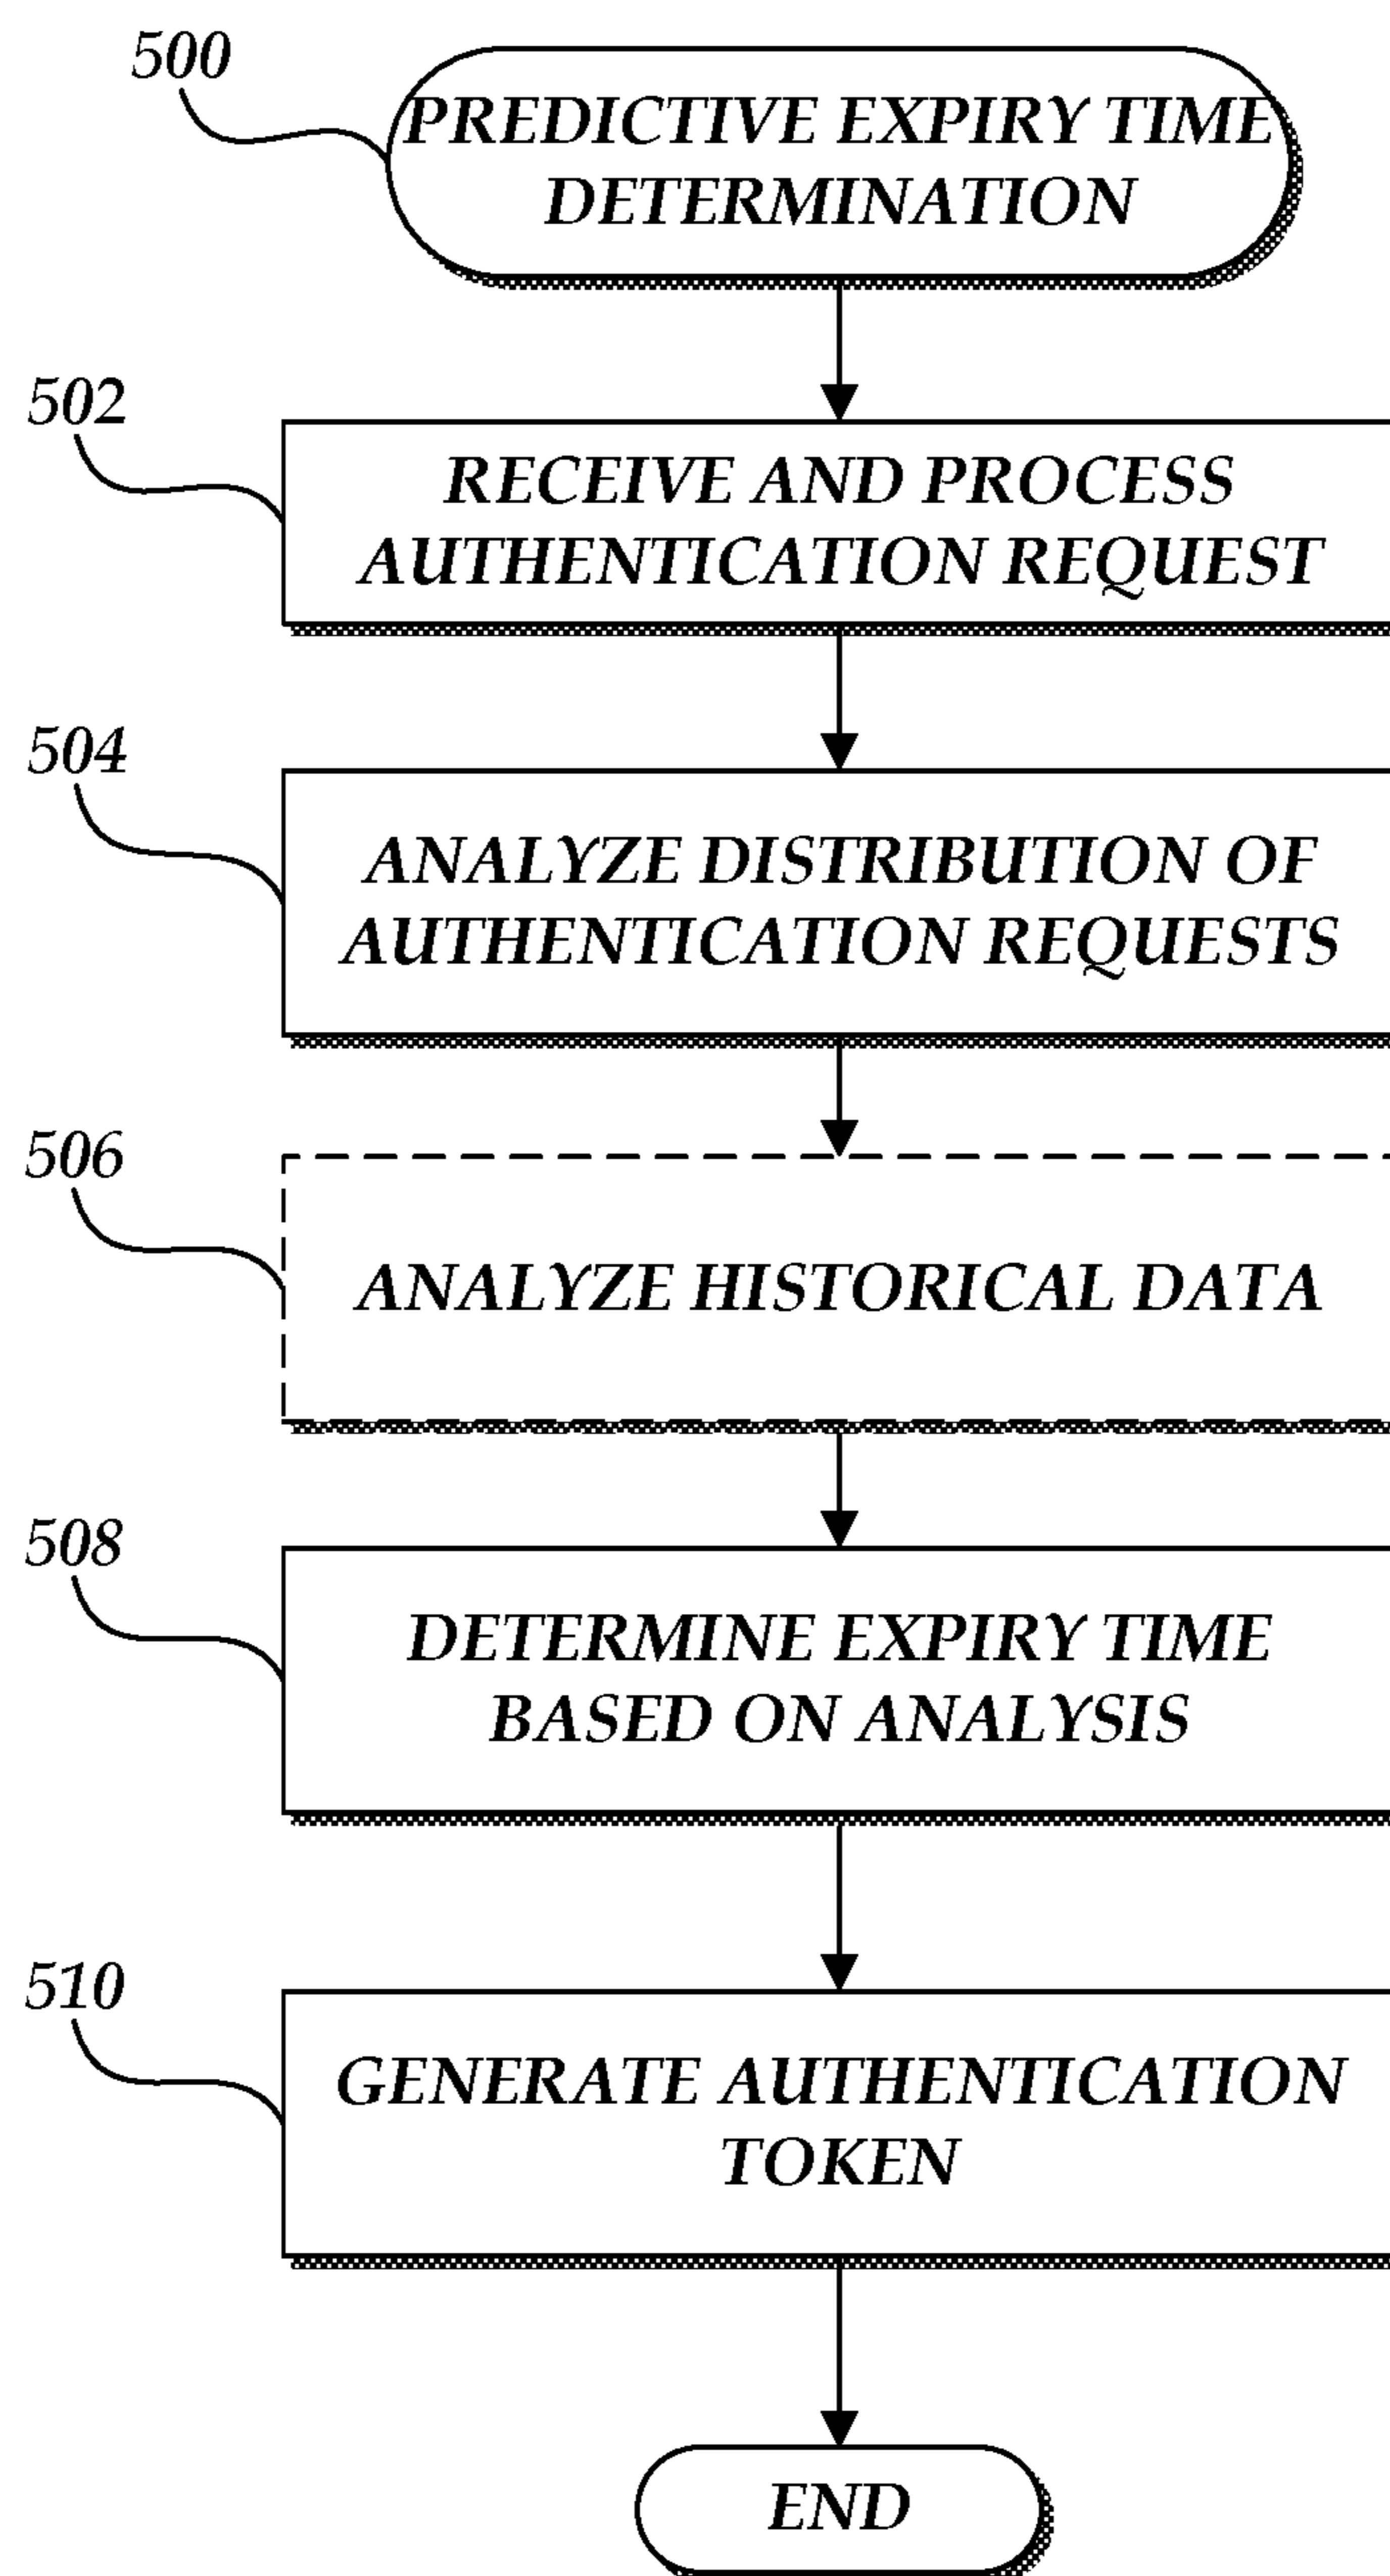 500
PREDICTIVE EXPIRY TIME
DETERMINATION
502
RECEIVE AND PROCESS
AUTHENTICATION REQUEST
504
ANALYZE DISTRIBUTION OF
AUTHENTICATION REQUESTS
506
ANALYZE HISTORICAL DATA
508
DETERMINE EXPIRY TIME
BASED ON ANALYSIS
510
GENERATE AUTHENTICATION
TOKEN
END